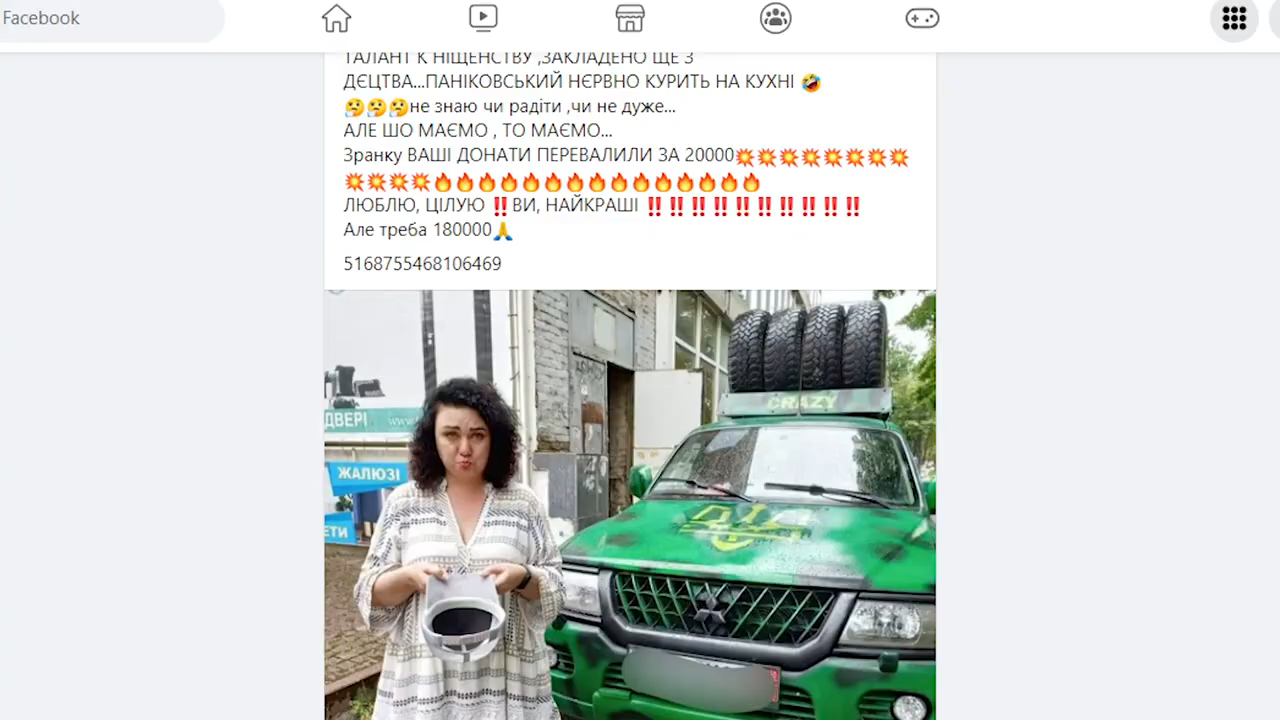 Facebook
ТАЛАНТ К НІЩЕНСТВУ ,ЗАКЛАДЕНО ЩЕ З
ДЄЦТВА...ПАНІКОВСЬКИЙ НЄРВНО КУРИТЬ НА КУХНІ 🤣
🤔🤔🤔не знаю чи радіти ,чи не дуже...
АЛЕ ШО МАЄМО , ТО МАЄМО...
Зранку ВАШІ ДОНАТИ ПЕРЕВАЛИЛИ ЗА 20000💥💥💥💥💥💥💥💥
💥💥💥💥🔥🔥🔥🔥🔥🔥🔥🔥🔥🔥🔥🔥🔥🔥🔥
ЛЮБЛЮ, ЦІЛУЮ ‼️ВИ, НАЙКРАЩІ ‼️‼️‼️‼️‼️‼️‼️‼️‼️‼️
Але треба 180000🙏
5168755468106469
CRAZY
ДВЕРІ
ЖАЛЮЗІ
ДІД